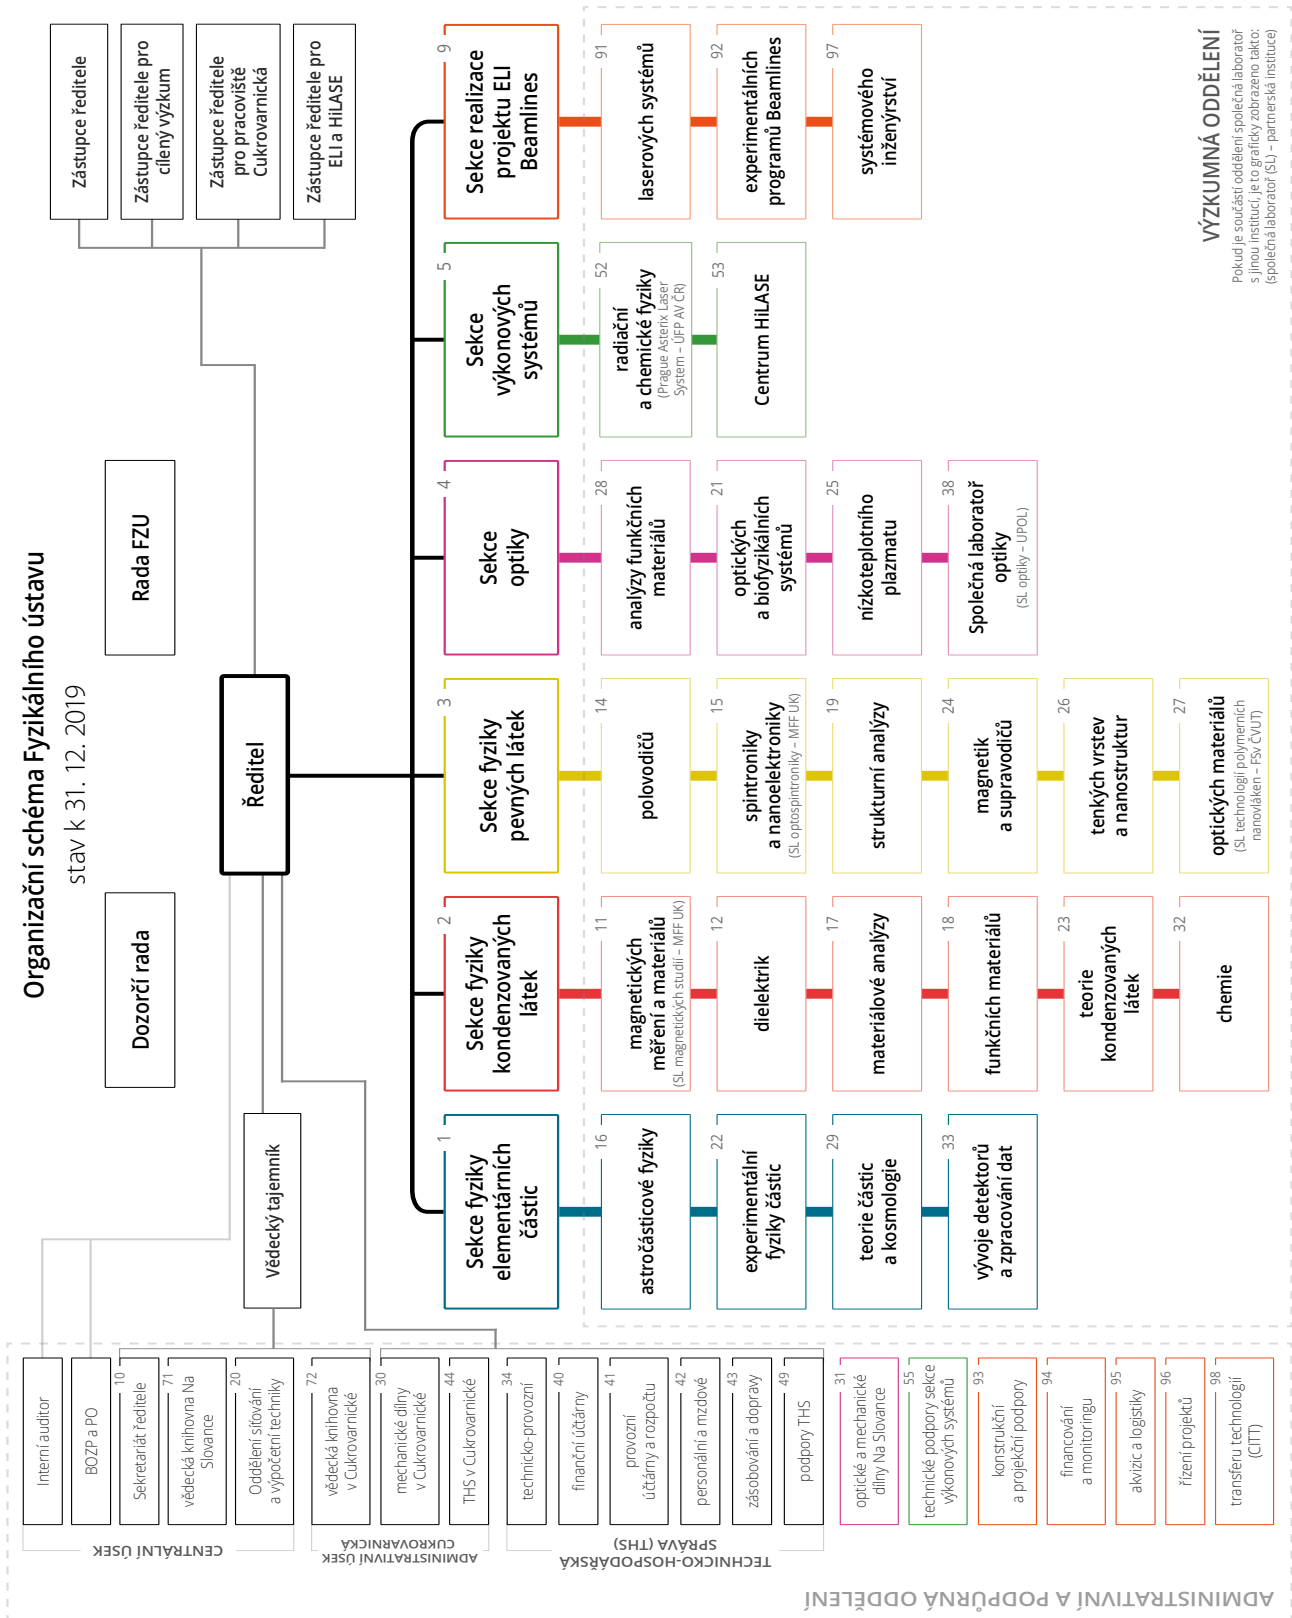 Organizační schéma Fyzikálního ústavu
stav k 31. 12. 2019
Dozorčí rada
Rada FZU
Ředitel
Vědecký tajemník
Zástupce ředitele
Zástupce ředitele pro
cílený výzkum
Zástupce ředitele
pro pracoviště
Cukrovarnická
Zástupce ředitele pro
ELI a HiLASE
1
Sekce fyziky
elementárních
částic
16
astročásticové fyziky
22
experimentální
fyziky částic
29
teorie částic
a kosmologie
33
vývoje detektorů
a zpracování dat
2
Sekce fyziky
kondenzovaných
látek
11
magnetických
měření a materiálů
(SL magnetických studií – MFF UK)
12
dielektrik
17
materiálové analýzy
18
funkčních materiálů
23
teorie
kondenzovaných
látek
32
chemie
3
Sekce fyziky
pevných látek
14
polovodičů
15
spintroniky
a nanoelektroniky
(SL optospintroniky – MFF UK)
19
strukturní analýzy
24
magnetik
a supravodičů
26
tenkých vrstev
a nanostruktur
27
optických materiálů
(SL technologií polymerních
nanovláken – FSv ČVUT)
4
Sekce
optiky
28
analýzy funkčních
materiálů
21
optických
a biofyzikálních
systémů
25
nízkoteplotního
plazmatu
38
Společná laboratoř
optiky
(SL optiky – UPOL)
5
Sekce
výkonových
systémů
52
radiační
a chemické fyziky
(Prague Asterix Laser
System – ÚFP AV ČR)
53
Centrum HiLASE
9
Sekce realizace
projektu ELI
Beamlines
91
laserových systémů
92
experimentálních
programů Beamlines
97
systémového
inženýrství
VÝZKUMNÁ ODDĚLENÍ
Pokud je součástí oddělení společná laboratoř
s jinou institucí, je to graficky zobrazeno takto:
(společná laboratoř (SL) – partnerská instituce)
ADMINISTRATIVNÍ A PODPŮRNÁ ODDĚLENÍ
CENTRÁLNÍ ÚSEK
Interní auditor
BOZP a PO
10
Sekretariát ředitele
71
vědecká knihovna Na
Slovance
20
Oddělení síťování
a výpočetní techniky
ADMINISTRATIVNÍ ÚSEK
CUKROVARNICKÁ
72
vědecká knihovna
v Cukrovarnické
30
mechanické dílny
v Cukrovarnické
44
THS v Cukrovarnické
TECHNICKO-HOSPODÁŘSKÁ
SPRÁVA (THS)
34
technicko-provozní
40
finanční účtárny
41
provozní
účtárny a rozpočtu
42
personání a mzdové
43
zásobování a dopravy
49
podpory THS
31
optické a mechanické
dílny Na Slovance
55
technické podpory sekce
výkonových systémů
93
konstrukční
a projekční podpory
94
financování
a monitoringu
95
akvizic a logistiky
96
řízení projektů
98
transferu technologií
(CITT)